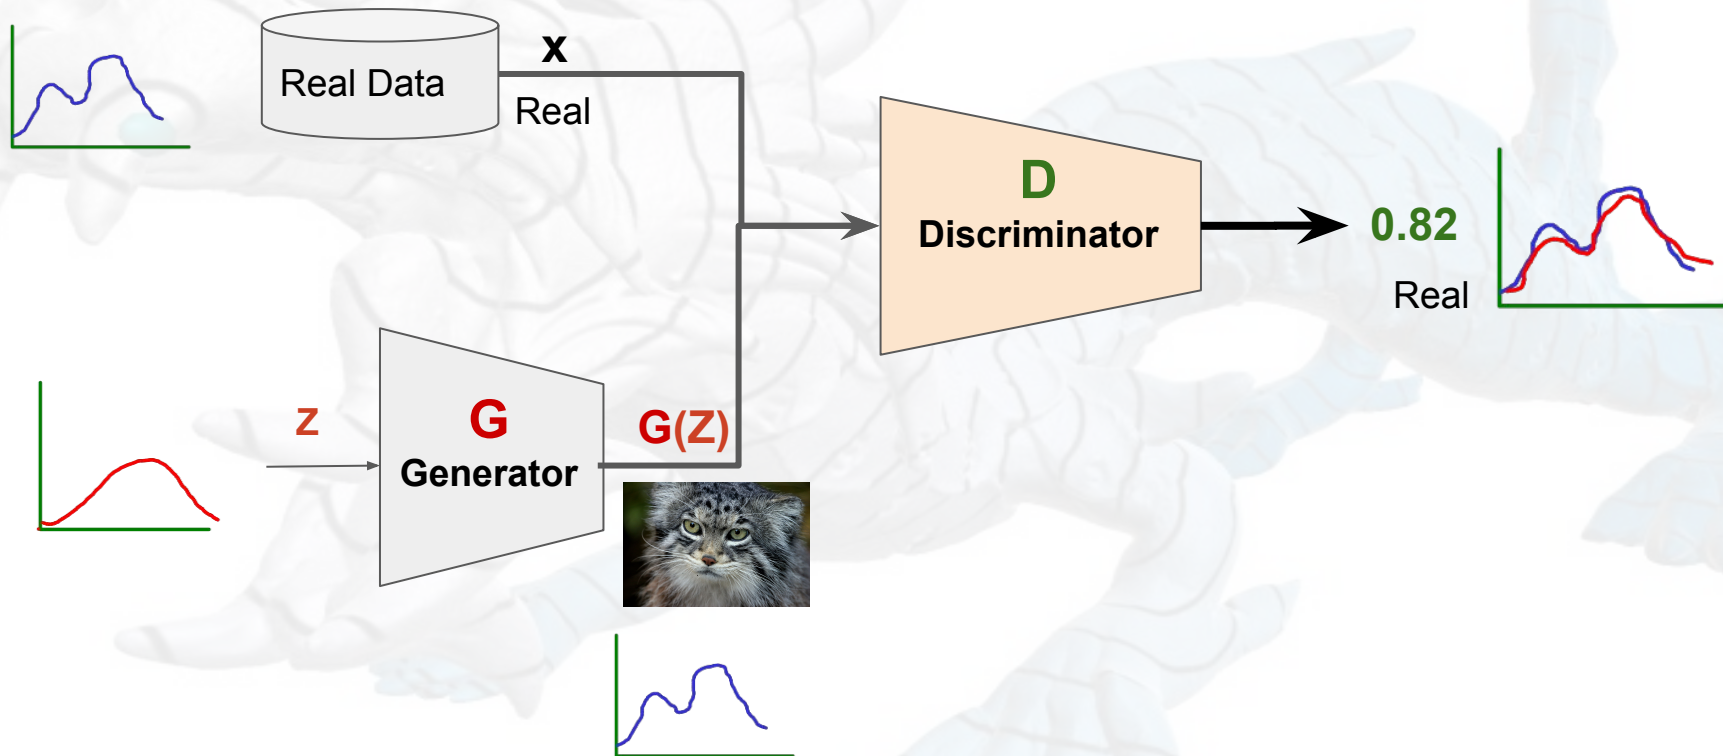 x
Real Data
Real
D
Discriminator
0.82
Real
z
G
Generator
G(Z)